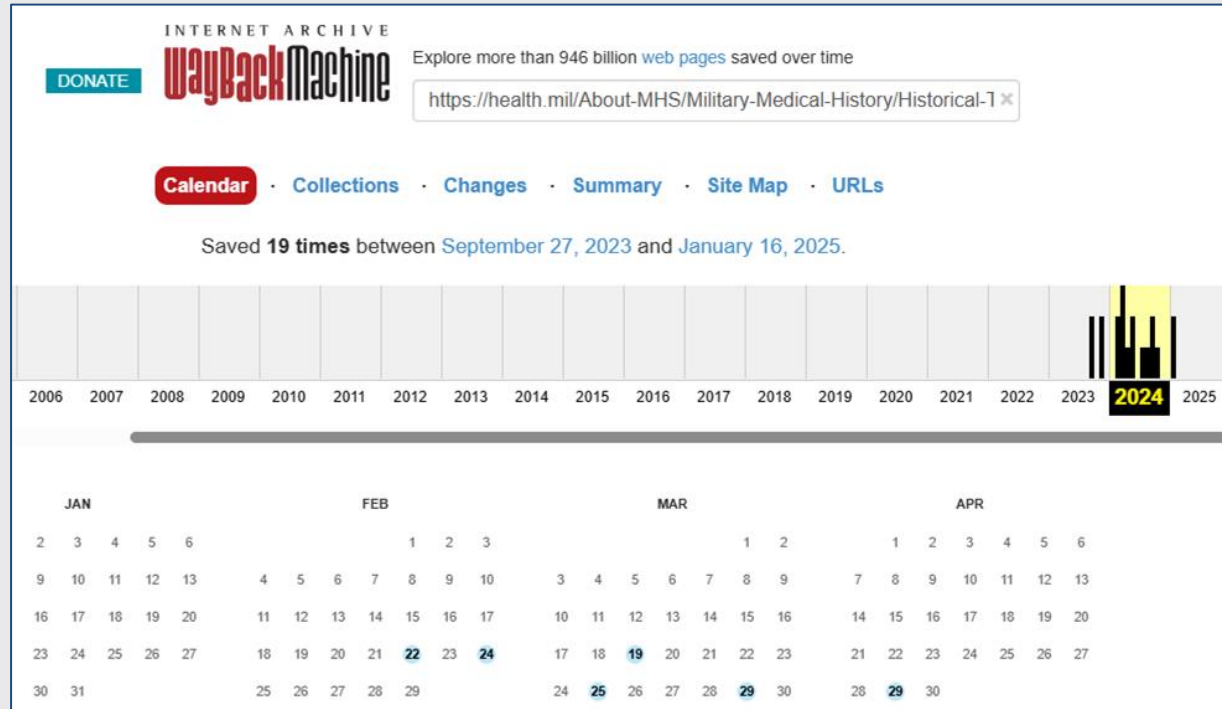 INTERNET ARCHIVE
WayBackMachine
DONATE
Explore more than 946 billion web pages saved over time
https://health.mil/About-MHS/Military-Medical-History/Historical-T ×
Calendar · Collections · Changes · Summary · Site Map · URLs
Saved 19 times between September 27, 2023 and January 16, 2025.
2006 2007 2008 2009 2010 2011 2012 2013 2014 2015 2016 2017 2018 2019 2020 2021 2022 2023 2024 2025
JAN FEB MAR APR
2 3 4 5 6 1 2 3 1 2 1 2 3 4 5 6
9 10 11 12 13 4 5 6 7 8 9 10 3 4 5 6 7 8 9 7 8 9 10 11 12 13
16 17 18 19 20 11 12 13 14 15 16 17 10 11 12 13 14 15 16 14 15 16 17 18 19 20
23 24 25 26 27 18 19 20 21 22 23 24 17 18 19 20 21 22 23 21 22 23 24 25 26 27
30 31 25 26 27 28 29 24 25 26 27 28 29 30 28 29 30